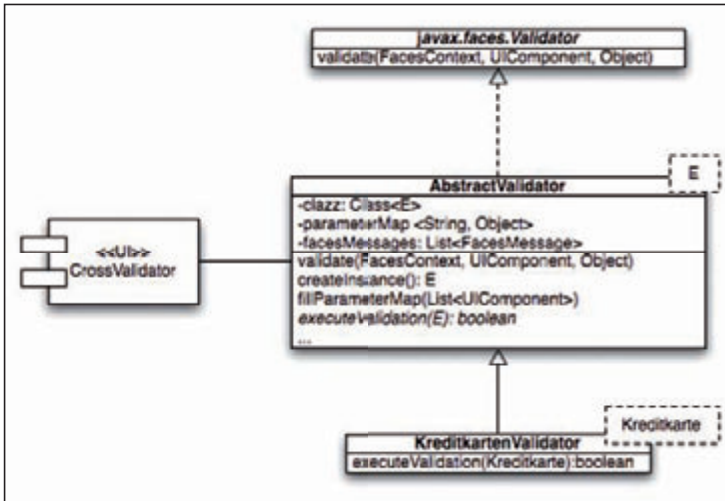 javax.faces.Validator
validate(FacesContext, UIComponent, Object)
E
AbstractValidator
-clazz: Class<E>
-parameterMap <String, Object>
-facesMessages: List<FacesMessage>
validate(FacesContext, UIComponent, Object)
createInstance(): E
fillParameterMap(List<UIComponent>)
executeValidation(E): boolean
...
<<UI>>
CrossValidator
Kreditkarte
KreditkartenValidator
executeValidation(Kreditkarte):boolean